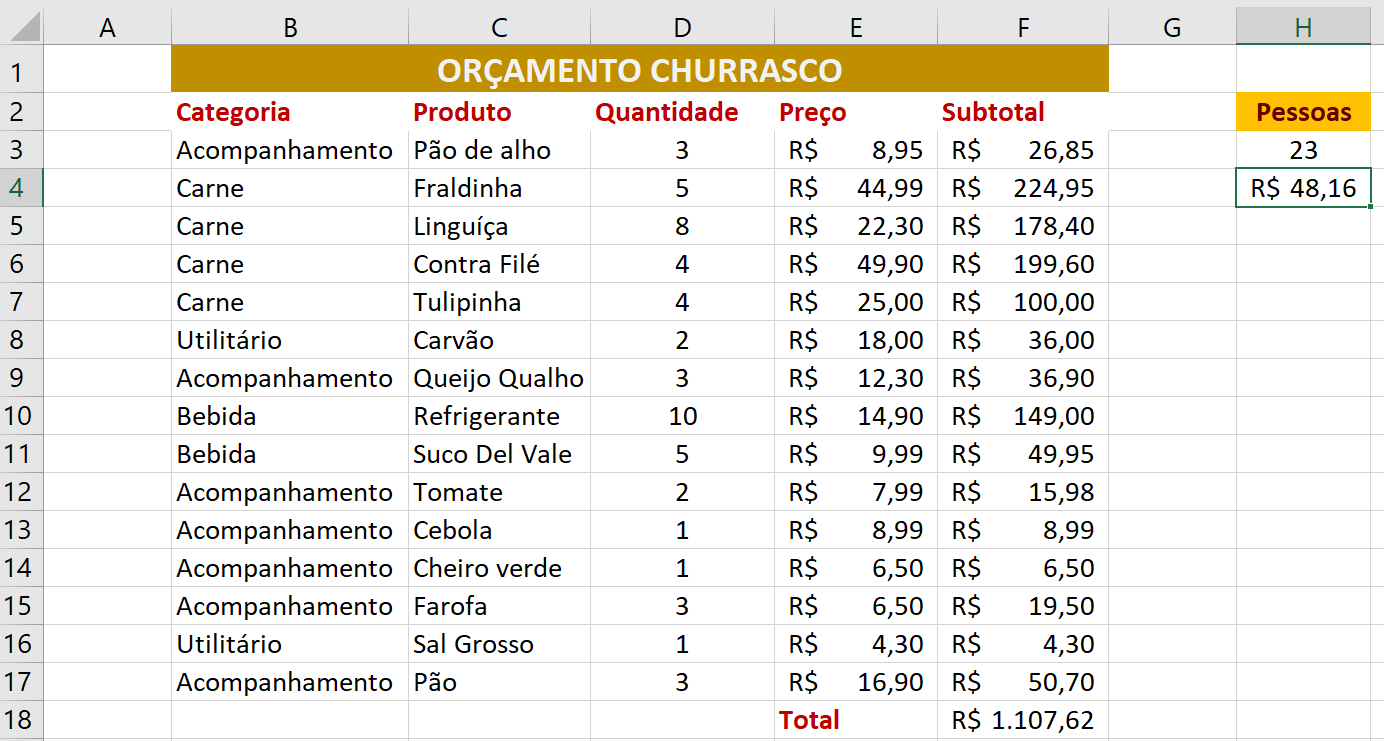 A B C D E F G H
1 ORÇAMENTO CHURRASCO
2 Categoria Produto Quantidade Preço Subtotal Pessoas
3 Acompanhamento Pão de alho 3 R$ 8,95 R$ 26,85 23
4 Carne Fraldinha 5 R$ 44,99 R$ 224,95 R$ 48,16
5 Carne Linguíça 8 R$ 22,30 R$ 178,40
6 Carne Contra Filé 4 R$ 49,90 R$ 199,60
7 Carne Tulipinha 4 R$ 25,00 R$ 100,00
8 Utilitário Carvão 2 R$ 18,00 R$ 36,00
9 Acompanhamento Queijo Qualho 3 R$ 12,30 R$ 36,90
10 Bebida Refrigerante 10 R$ 14,90 R$ 149,00
11 Bebida Suco Del Vale 5 R$ 9,99 R$ 49,95
12 Acompanhamento Tomate 2 R$ 7,99 R$ 15,98
13 Acompanhamento Cebola 1 R$ 8,99 R$ 8,99
14 Acompanhamento Cheiro verde 1 R$ 6,50 R$ 6,50
15 Acompanhamento Farofa 3 R$ 6,50 R$ 19,50
16 Utilitário Sal Grosso 1 R$ 4,30 R$ 4,30
17 Acompanhamento Pão 3 R$ 16,90 R$ 50,70
18 Total R$ 1.107,62